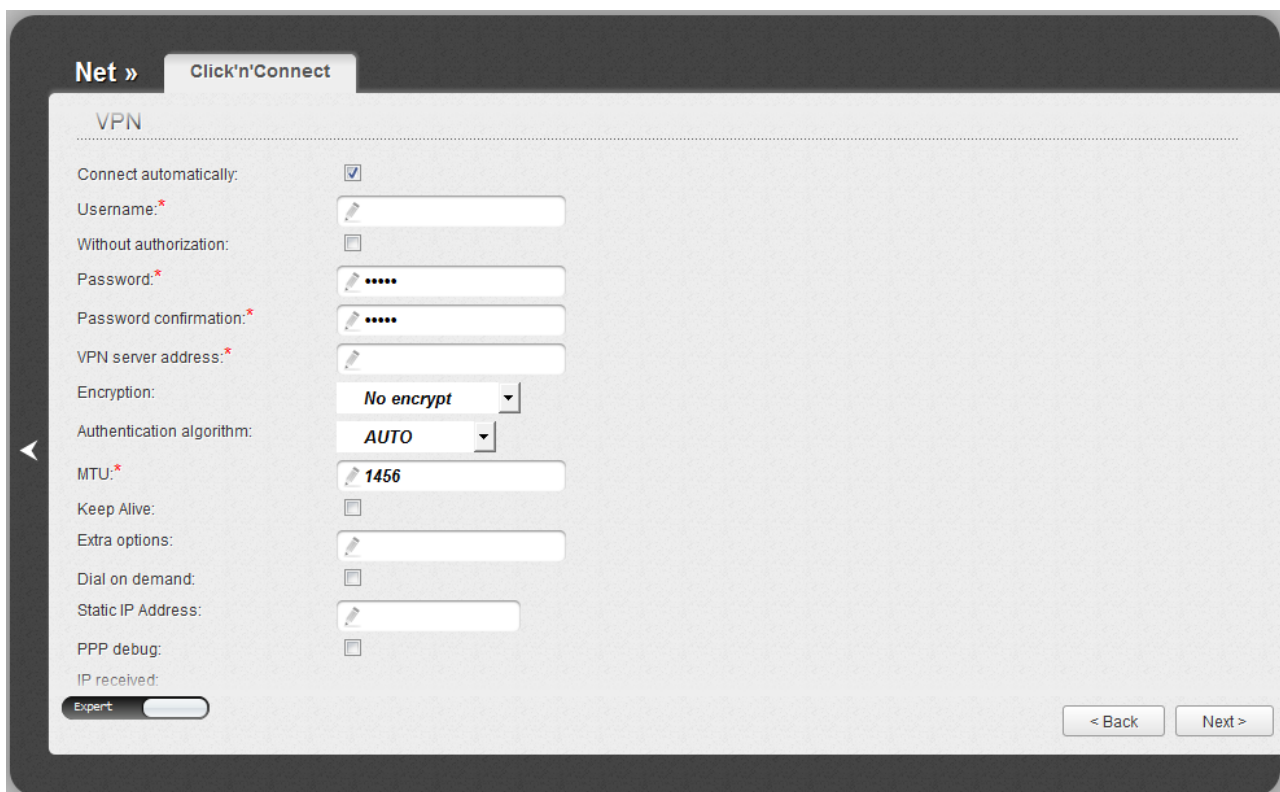 Net » Click'n'Connect
VPN
Connect automatically:
Username:*
Without authorization:
Password:* •••••
Password confirmation:* •••••
VPN server address:*
Encryption: No encrypt
Authentication algorithm: AUTO
MTU:* 1456
Keep Alive:
Extra options:
Dial on demand:
Static IP Address:
PPP debug:
IP received:
Expert
< Back Next >